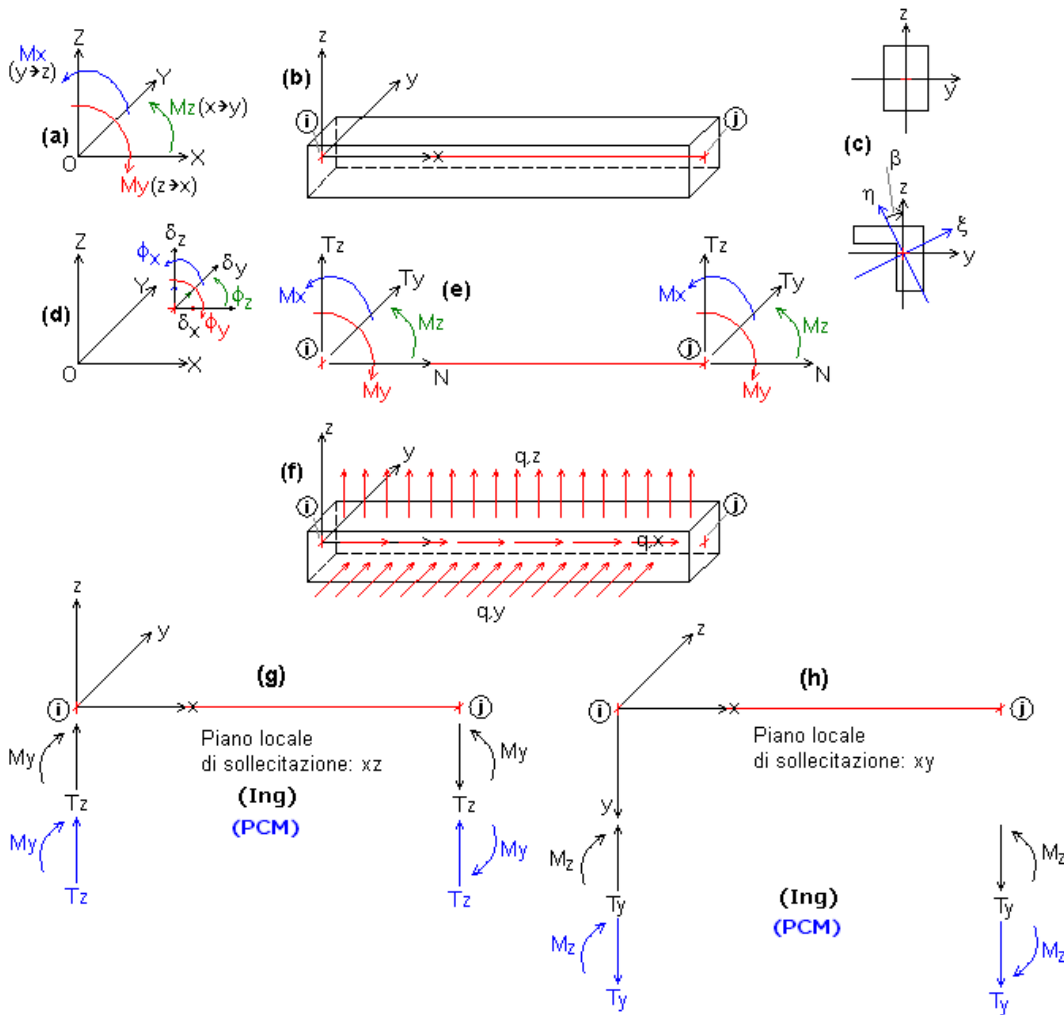 Z
Mx
(y→z)
Y
Mz(x→y)
(a)
O
X
My(z→x)
(b)
z
y
i
j
x
(c)
z
y
β
η
z
ξ
y
(d)
Z
Y
O
X
ϕx
δz
δy
ϕz
δx
ϕy
(e)
Tz
Mx
Ty
Mz
i
My
N
Tz
Mx
Ty
Mz
j
My
N
(f)
z
y
q,z
i
j
q,x
q,y
z
y
(g)
i
x
j
Piano locale
di sollecitazione: xz
My
Tz
My
Tz
(Ing)
(PCM)
My
Tz
My
Tz
z
(h)
i
x
j
Piano locale
di sollecitazione: xy
y
Mz
Ty
Mz
Ty
(Ing)
(PCM)
Mz
Ty
Mz
Ty